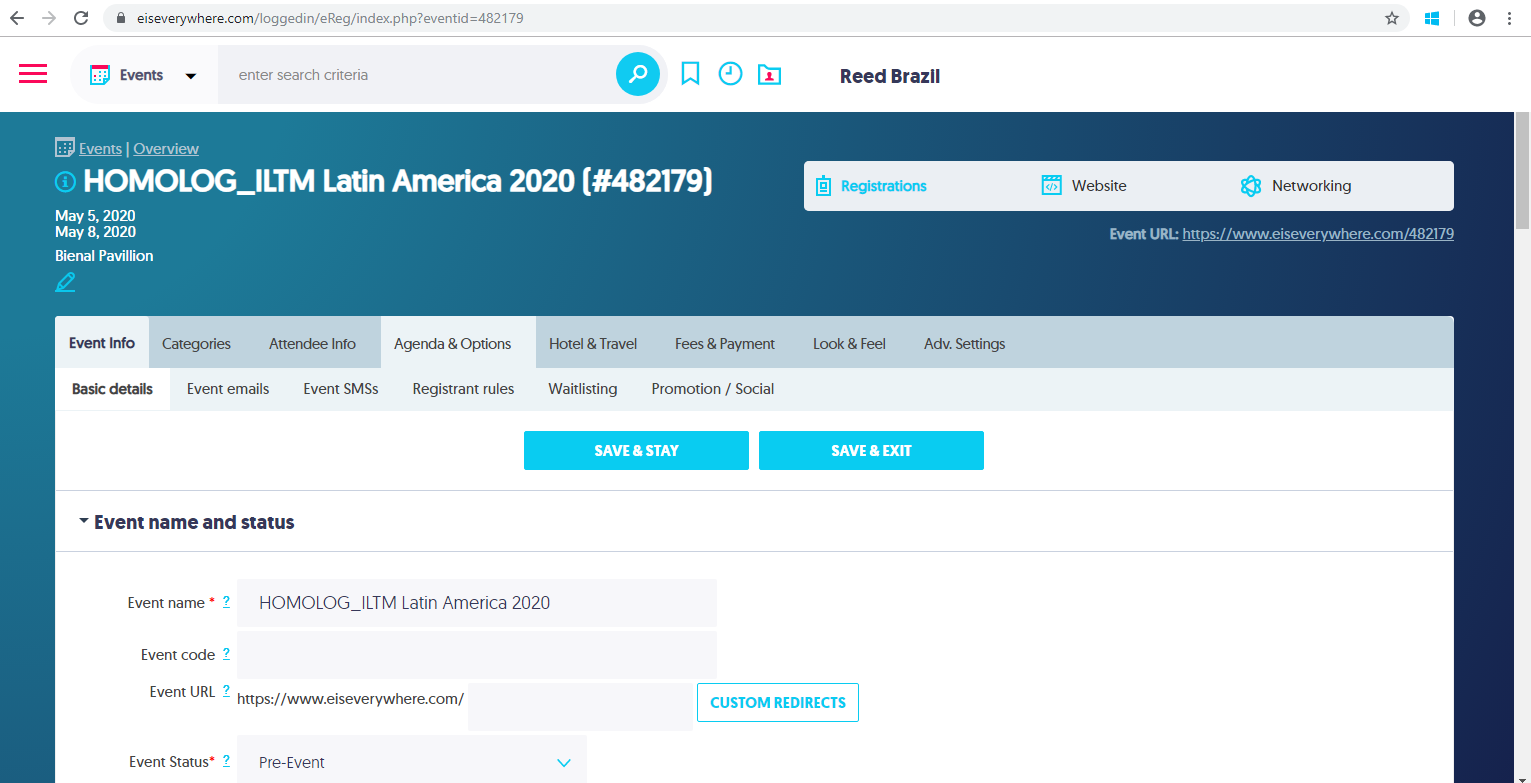 eiseverywhere.com/loggedin/eReg/index.php?eventid=482179
Events
enter search criteria
Reed Brazil
Events | Overview
HOMOLOG_ILTM Latin America 2020 (#482179)
May 5, 2020
May 8, 2020
Bienal Pavillion
Registrations
Website
Networking
Event URL: https://www.eiseverywhere.com/482179
Event Info Categories Attendee Info Agenda & Options Hotel & Travel Fees & Payment Look & Feel Adv. Settings
Basic details Event emails Event SMSs Registrant rules Waitlisting Promotion / Social
SAVE & STAY SAVE & EXIT
Event name and status
Event name * ? HOMOLOG_ILTM Latin America 2020
Event code ?
Event URL ? https://www.eiseverywhere.com/ CUSTOM REDIRECTS
Event Status* ? Pre-Event